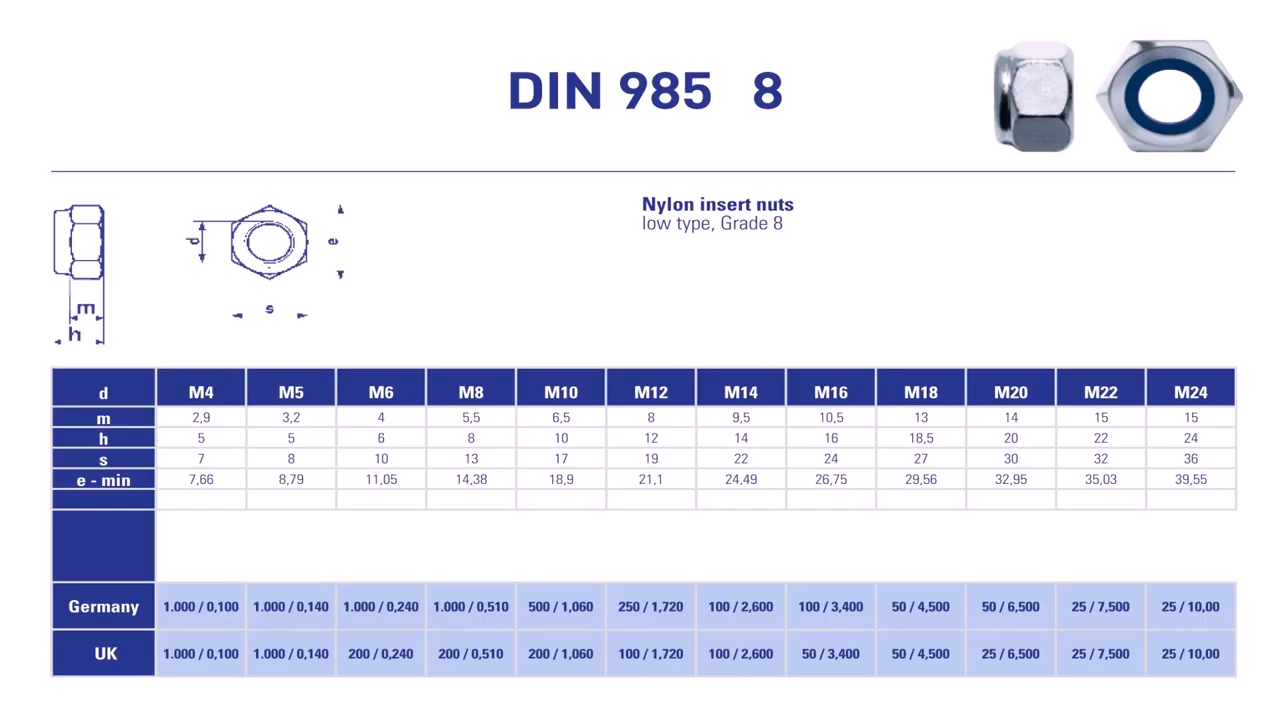 DIN 985 8
Nylon insert nuts
low type, Grade 8
d
e
s
m
h
d M4 M5 M6 M8 M10 M12 M14 M16 M18 M20 M22 M24
m 2,9 3,2 4 5,5 6,5 8 9,5 10,5 13 14 15 15
h 5 5 6 8 10 12 14 16 18,5 20 22 24
s 7 8 10 13 17 19 22 24 27 30 32 36
e - min 7,66 8,79 11,05 14,38 18,9 21,1 24,49 26,75 29,56 32,95 35,03 39,55
Germany 1.000 / 0,100 1.000 / 0,140 1.000 / 0,240 1.000 / 0,510 500 / 1,060 250 / 1,720 100 / 2,600 100 / 3,400 50 / 4,500 50 / 6,500 25 / 7,500 25 / 10,00
UK 1.000 / 0,100 1.000 / 0,140 200 / 0,240 200 / 0,510 200 / 1,060 100 / 1,720 100 / 2,600 50 / 3,400 50 / 4,500 25 / 6,500 25 / 7,500 25 / 10,00